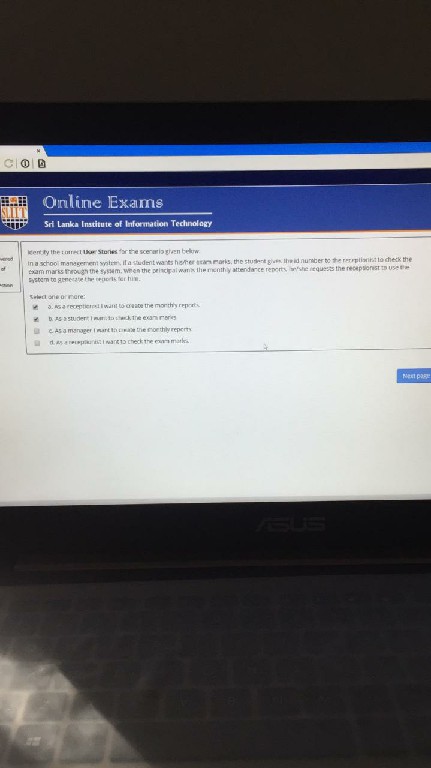 SLIIT
Online Exams
Sri Lanka Institute of Information Technology
Identify the correct User Stories for the scenario given below.
In a school management system, if a student wants his/her exam marks, the student gives the id number to the receptionist to check the
exam marks through the system. When the principal wants the monthly attendance reports, he/she requests the receptionist to use the
system to generate the reports for him.
Select one or more:
a. As a receptionist I want to create the monthly reports
b. As a student I want to check the exam marks
c. As a manager I want to create the monthly reports
d. As a receptionist I want to check the exam marks
Next page
ASUS